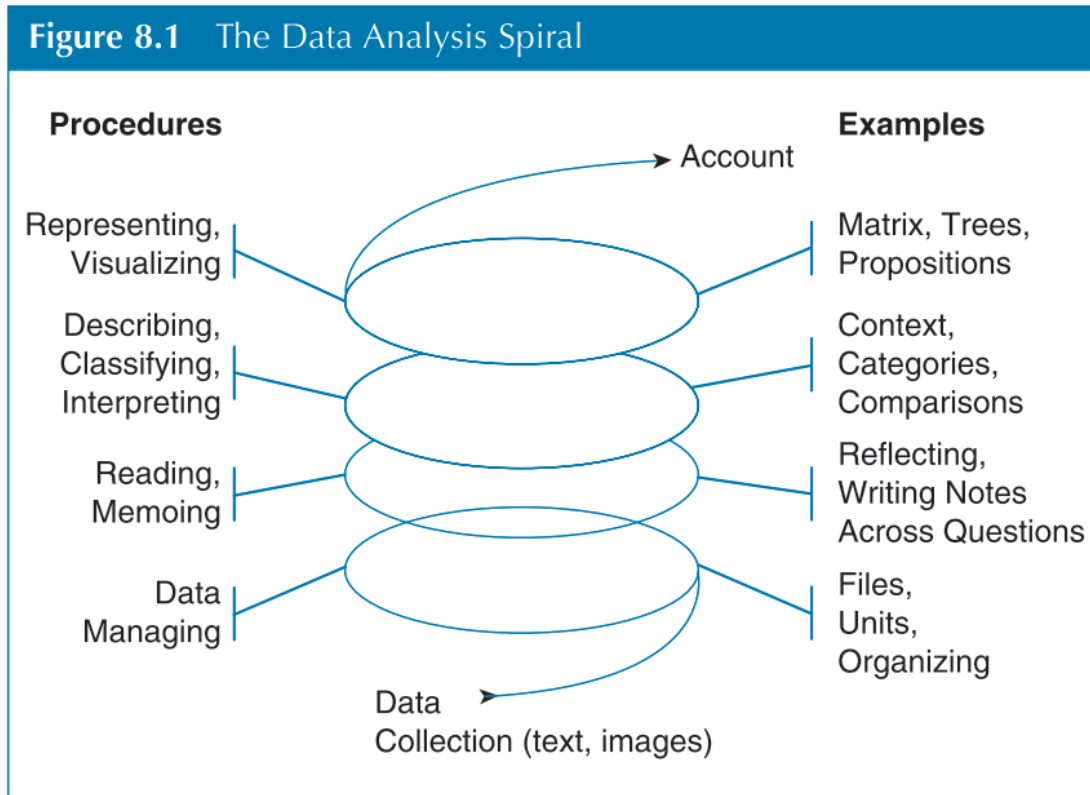 Figure 8.1 The Data Analysis Spiral
Procedures
Examples
Account
Representing,
Visualizing
Matrix, Trees,
Propositions
Describing,
Classifying,
Interpreting
Context,
Categories,
Comparisons
Reading,
Memoing
Reflecting,
Writing Notes
Across Questions
Data
Managing
Files,
Units,
Organizing
Data
Collection (text, images)